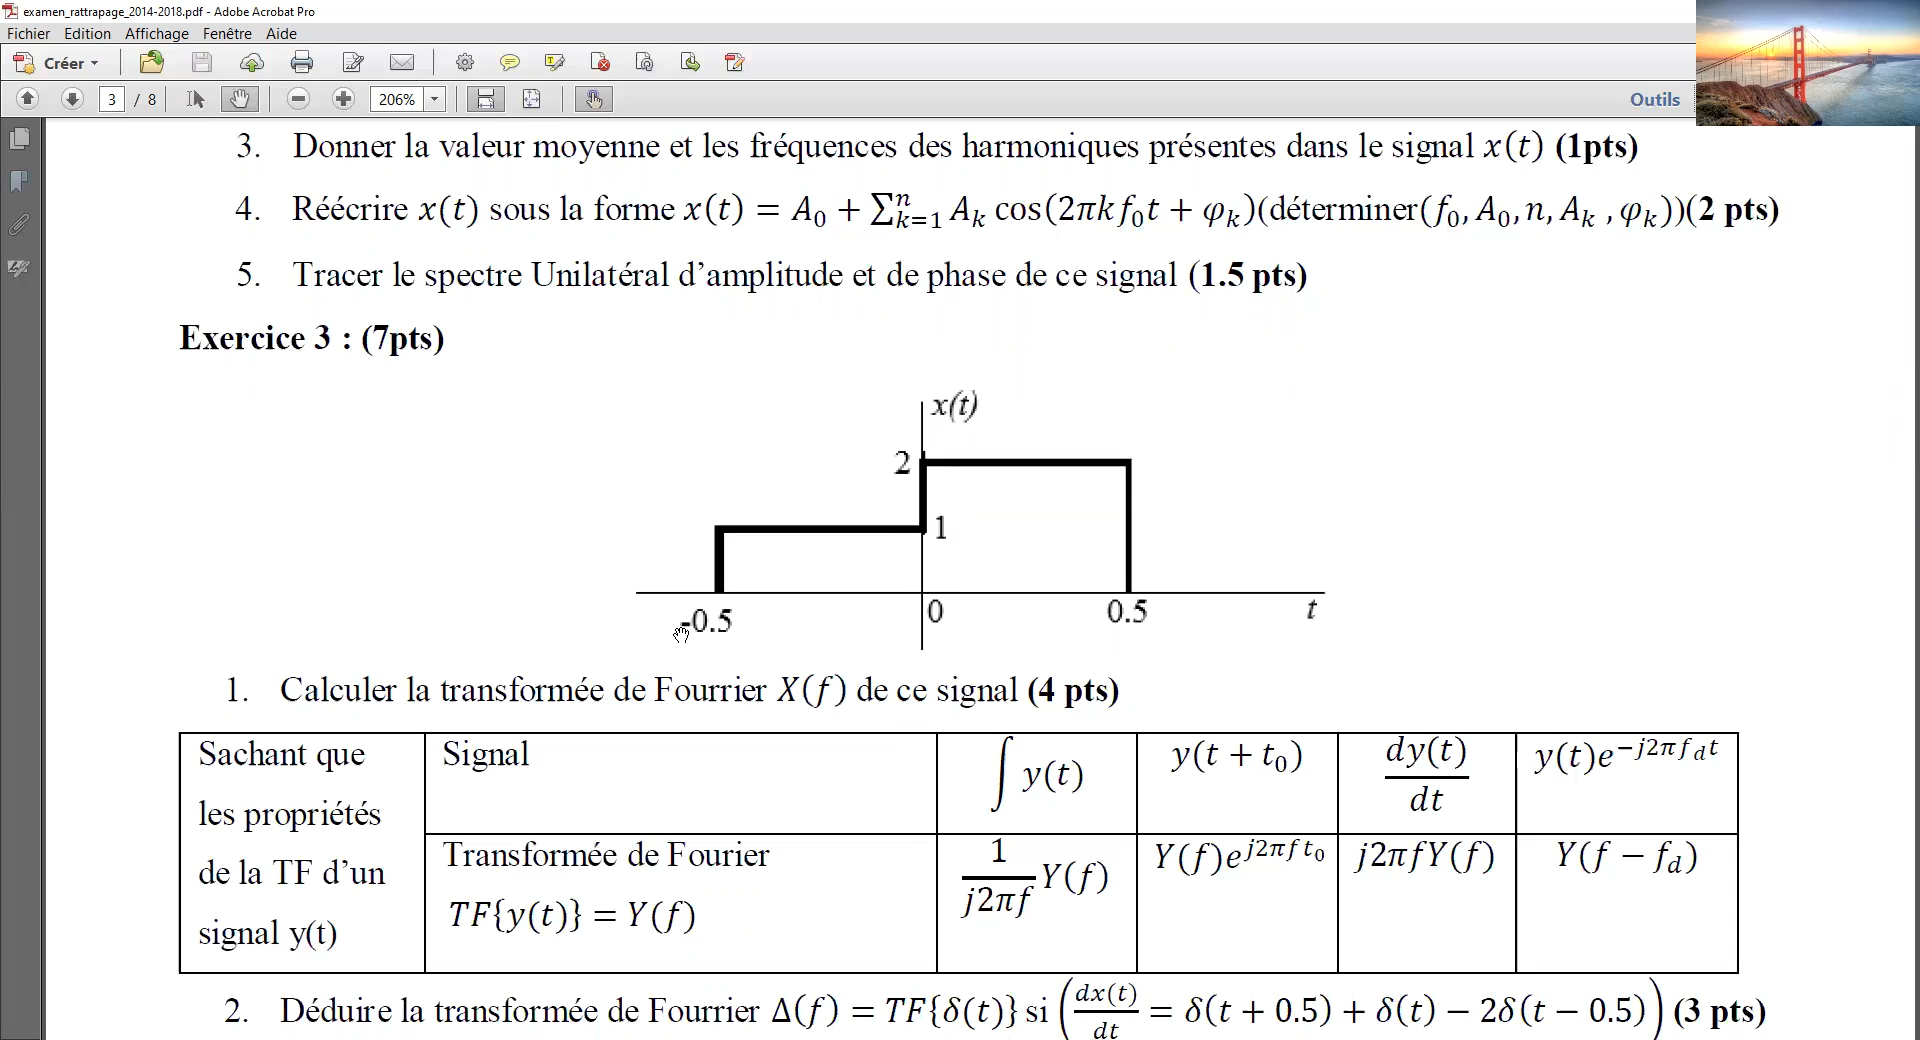 examen_rattrapage_2014-2018.pdf - Adobe Acrobat Pro
Fichier Edition Affichage Fenêtre Aide
Créer
3 / 8 206% Outils
3. Donner la valeur moyenne et les fréquences des harmoniques présentes dans le signal x(t) (1pts)
4. Réécrire x(t) sous la forme x(t) = A₀ + ∑ₖ₌₁ⁿ Aₖ cos(2πkf₀t + φₖ)(déterminer(f₀, A₀, n, Aₖ , φₖ))(2 pts)
5. Tracer le spectre Unilatéral d’amplitude et de phase de ce signal (1.5 pts)
Exercice 3 : (7pts)
x(t)
2
1
-0.5 0 0.5 t
1. Calculer la transformée de Fourrier X(f) de ce signal (4 pts)
Sachant que les propriétés de la TF d’un signal y(t)
Signal ∫ y(t) y(t + t₀) dy(t)/dt y(t)e^(−j2πf_d t)
Transformée de Fourier TF{y(t)} = Y(f) 1/(j2πf) Y(f) Y(f)e^(j2πft₀) j2πfY(f) Y(f − f_d)
2. Déduire la transformée de Fourrier Δ(f) = TF{δ(t)} si (dx(t)/dt = δ(t + 0.5) + δ(t) − 2δ(t − 0.5)) (3 pts)